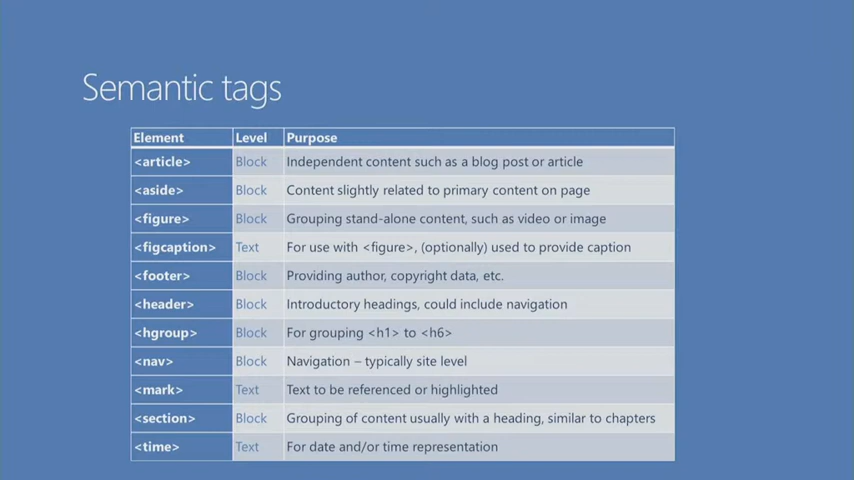 Semantic tags
Element Level Purpose
<article> Block Independent content such as a blog post or article
<aside> Block Content slightly related to primary content on page
<figure> Block Grouping stand-alone content, such as video or image
<figcaption> Text For use with <figure>, (optionally) used to provide caption
<footer> Block Providing author, copyright data, etc.
<header> Block Introductory headings, could include navigation
<hgroup> Block For grouping <h1> to <h6>
<nav> Block Navigation – typically site level
<mark> Text Text to be referenced or highlighted
<section> Block Grouping of content usually with a heading, similar to chapters
<time> Text For date and/or time representation